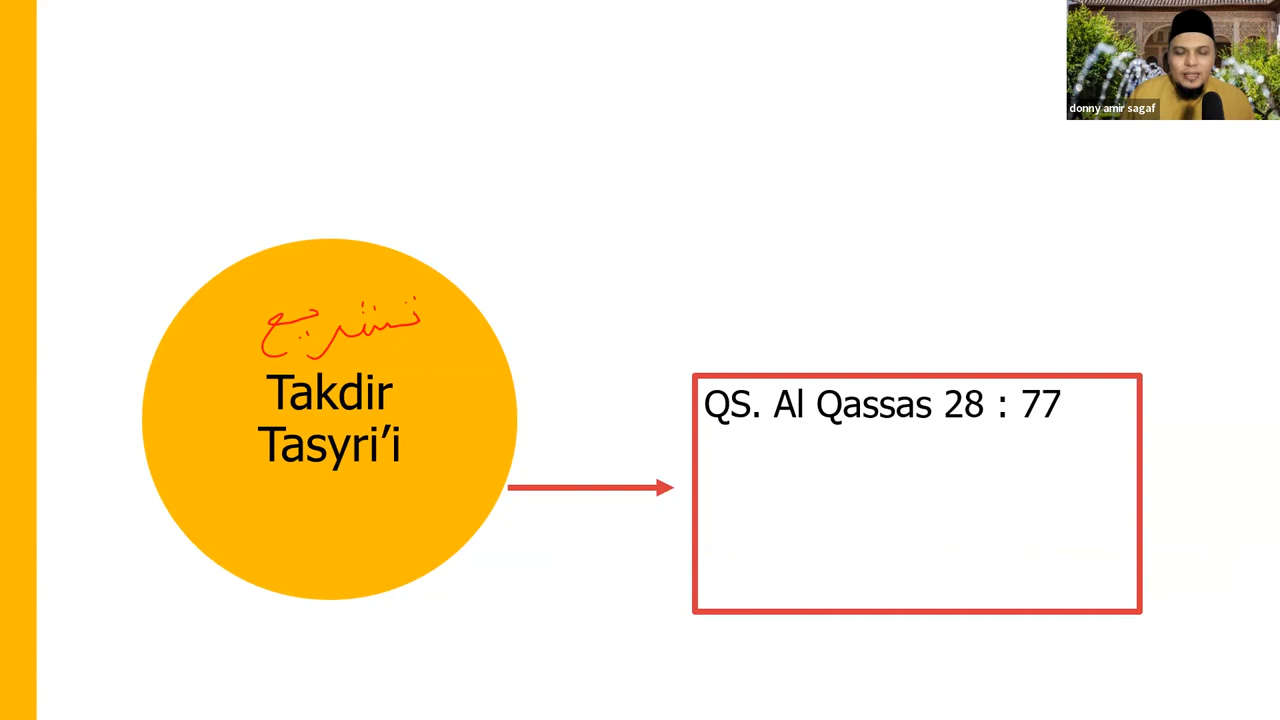 donny amir sagaf
تشريع
Takdir
Tasyri’i
QS. Al Qassas 28 : 77